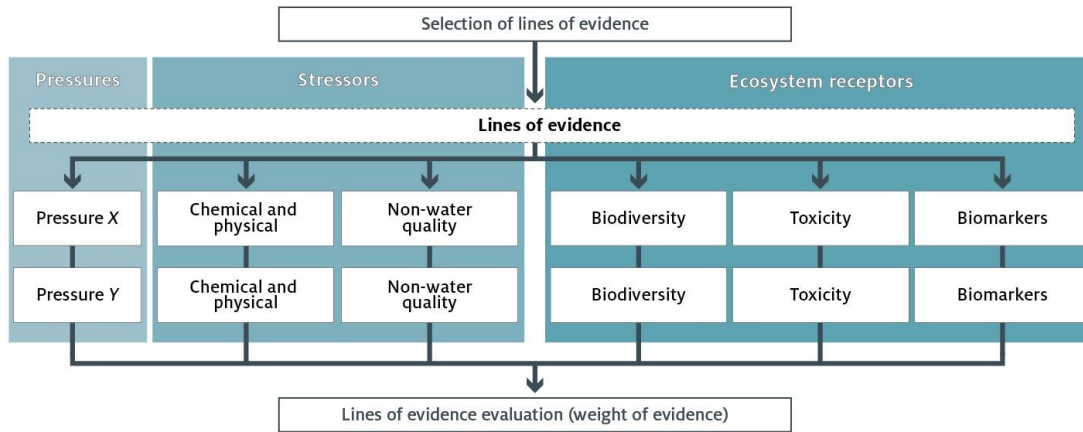 Selection of lines of evidence
Pressures
Stressors
Ecosystem receptors
Lines of evidence
Pressure X
Chemical and
physical
Non-water
quality
Biodiversity
Toxicity
Biomarkers
Pressure Y
Chemical and
physical
Non-water
quality
Biodiversity
Toxicity
Biomarkers
Lines of evidence evaluation (weight of evidence)